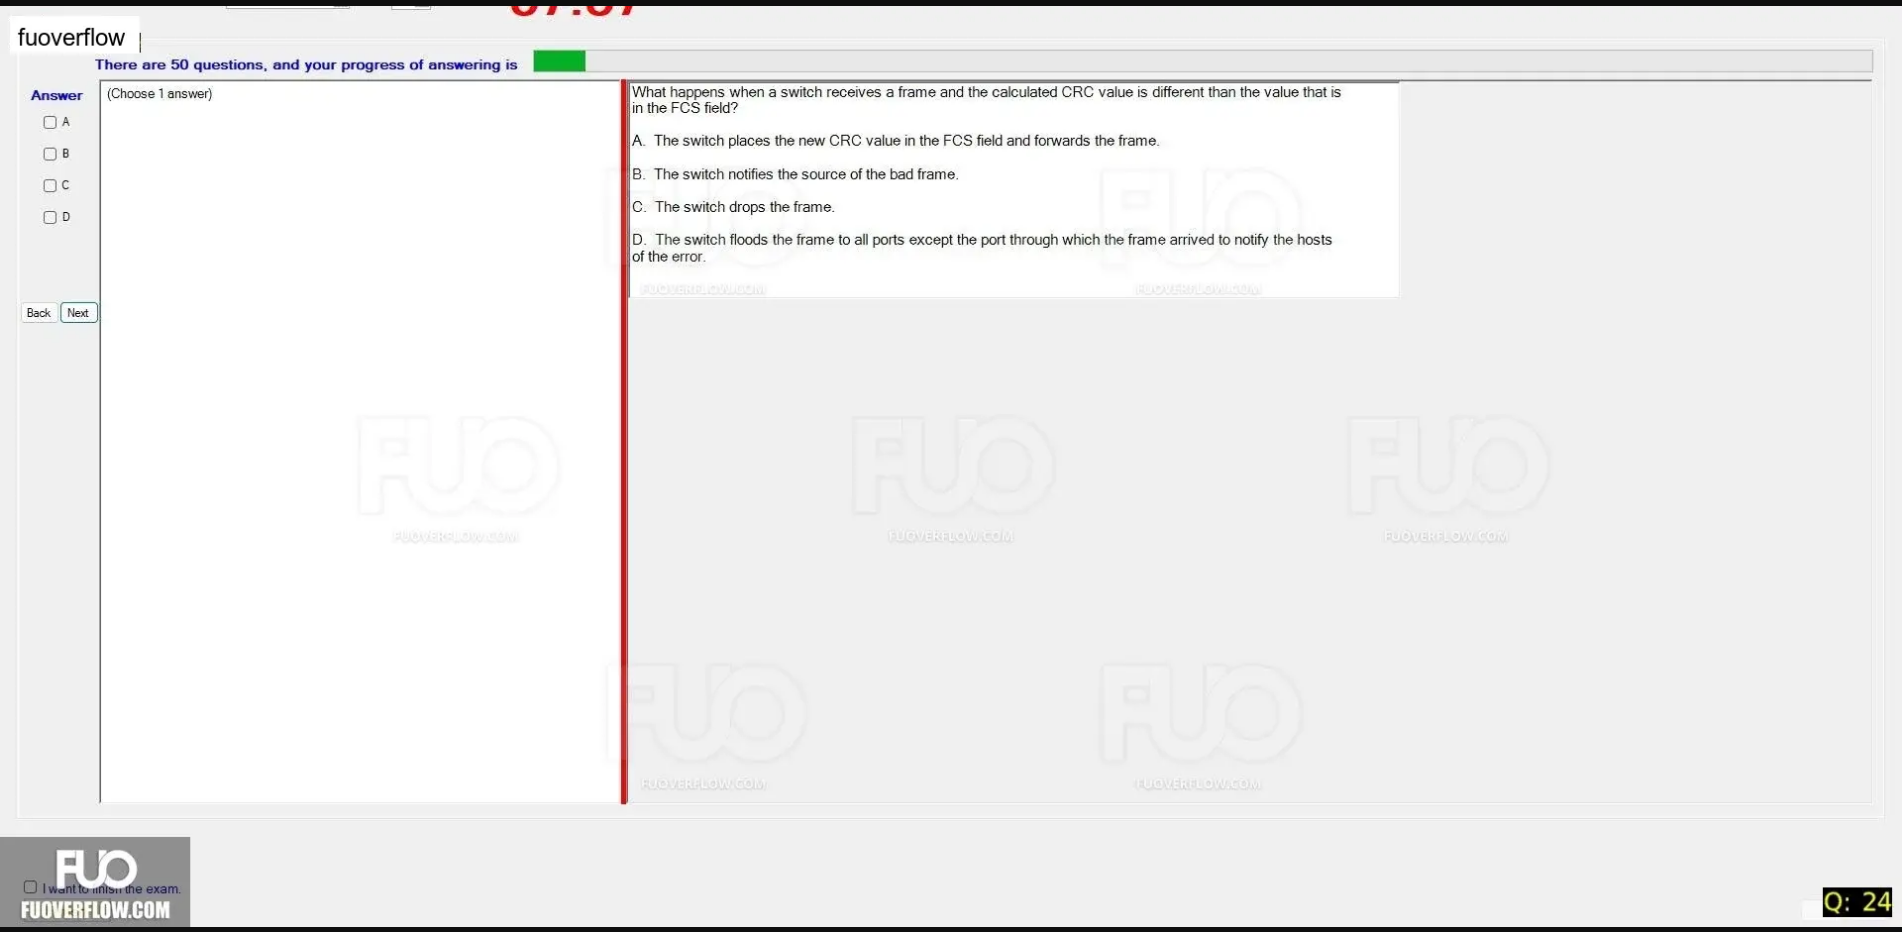 fuoverflow
There are 50 questions, and your progress of answering is
Answer
A
B
C
D
Back
Next
(Choose 1 answer)
What happens when a switch receives a frame and the calculated CRC value is different than the value that is
in the FCS field?
A. The switch places the new CRC value in the FCS field and forwards the frame.
B. The switch notifies the source of the bad frame.
C. The switch drops the frame.
D. The switch floods the frame to all ports except the port through which the frame arrived to notify the hosts
of the error.
FUO
FUOVERFLOW.COM
FUO
FUOVERFLOW.COM
FUO
FUOVERFLOW.COM
FUO
FUOVERFLOW.COM
FUO
FUOVERFLOW.COM
FUO
FUOVERFLOW.COM
FUO
FUOVERFLOW.COM
FUO
I want to finish the exam.
FUOVERFLOW.COM
Q: 24